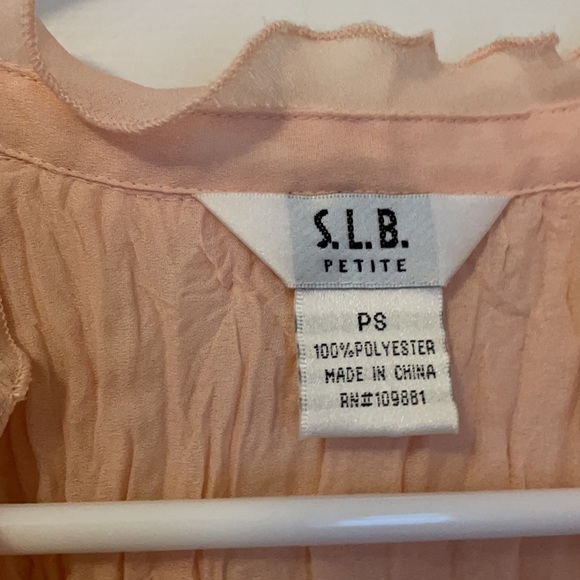 S.L.B.
PETITE
PS
100%POLYESTER
MADE IN CHINA
RN#109881